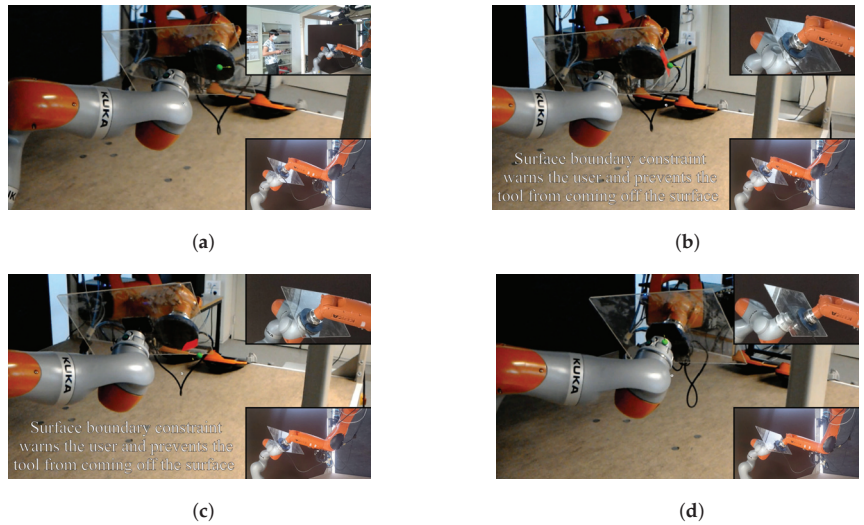 KUKA
(a)
KUKA
Surface boundary constraint
warns the user and prevents the
tool from coming off the surface
(b)
KUKA
Surface boundary constraint
warns the user and prevents the
tool from coming off the surface
(c)
KUKA
(d)